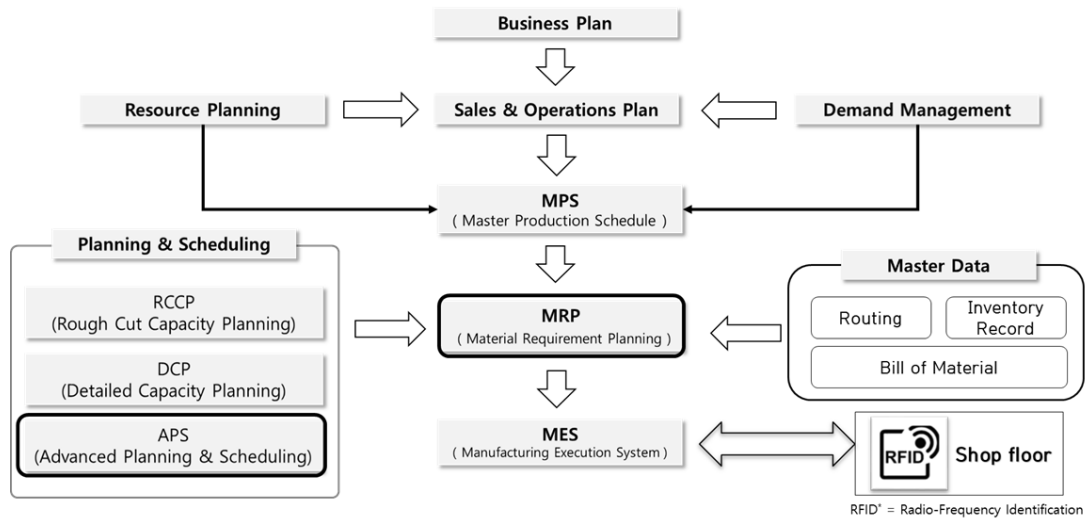 Business Plan
Resource Planning
Sales & Operations Plan
Demand Management
MPS
( Master Production Schedule )
Planning & Scheduling
RCCP
(Rough Cut Capacity Planning)
DCP
(Detailed Capacity Planning)
APS
(Advanced Planning & Scheduling)
MRP
( Material Requirement Planning )
Master Data
Routing
Inventory
Record
Bill of Material
MES
( Manufacturing Execution System )
RFID
Shop floor
RFID* = Radio-Frequency Identification